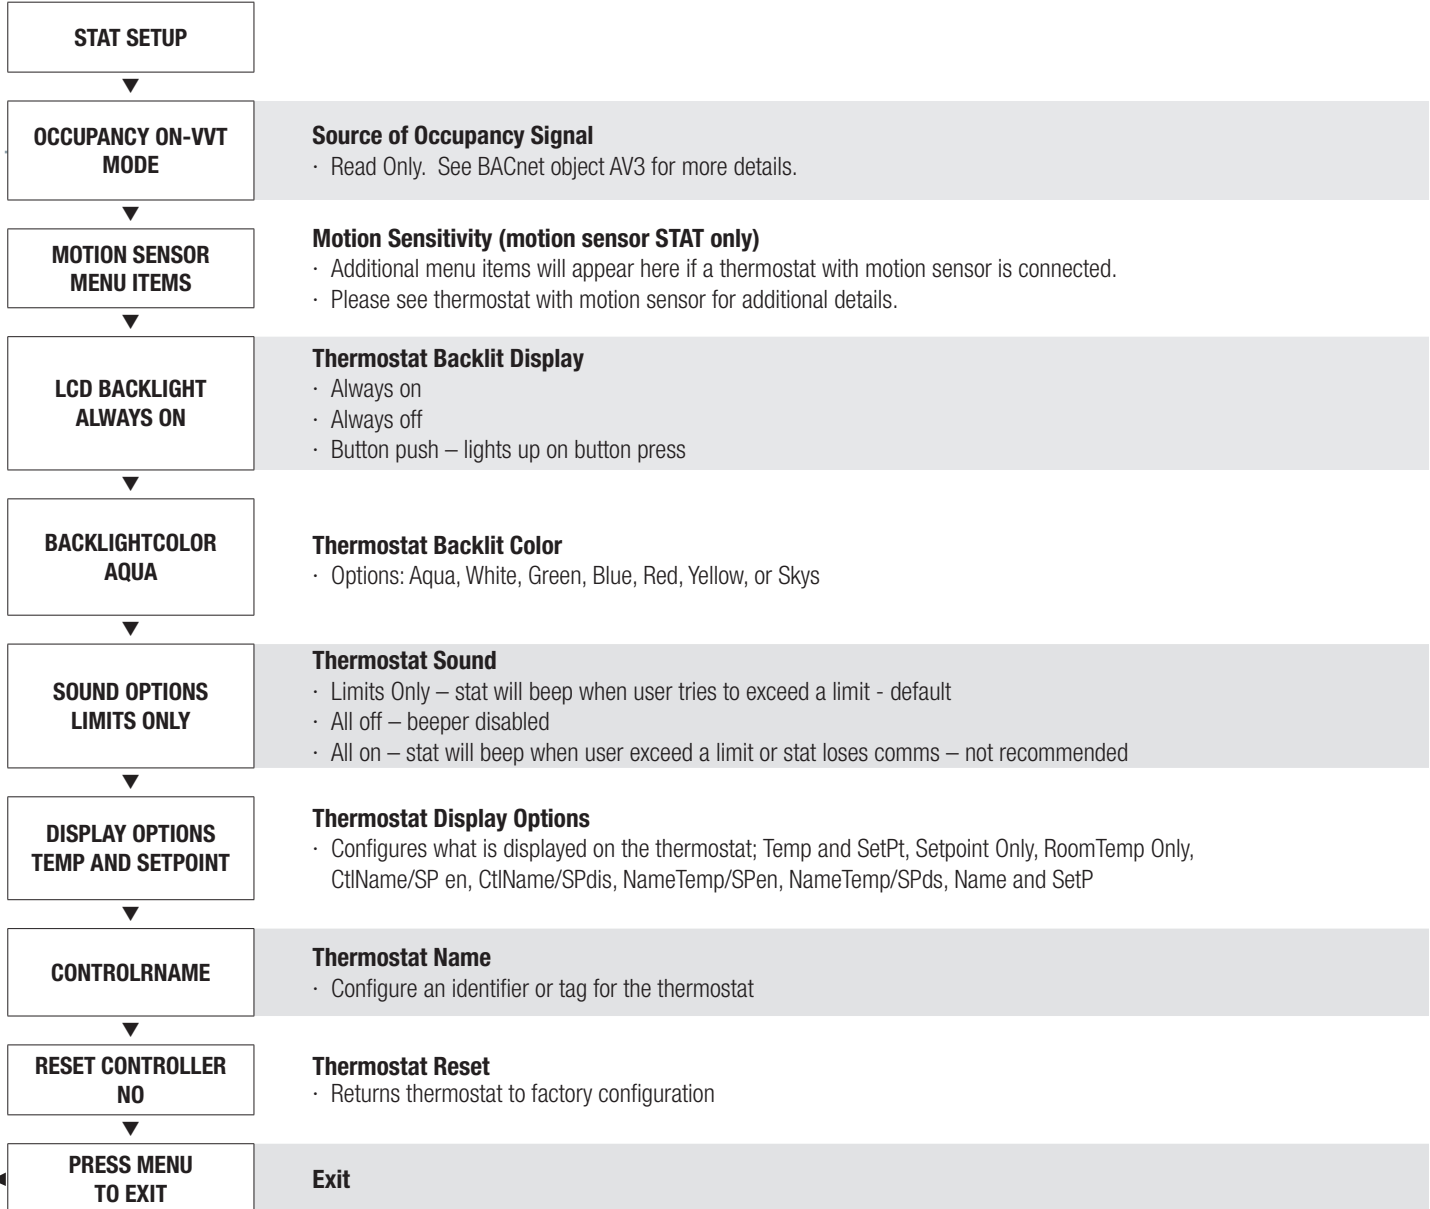 STAT SETUP
OCCUPANCY ON-VVT
MODE
Source of Occupancy Signal
· Read Only.  See BACnet object AV3 for more details.
MOTION SENSOR
MENU ITEMS
Motion Sensitivity (motion sensor STAT only)
· Additional menu items will appear here if a thermostat with motion sensor is connected.
· Please see thermostat with motion sensor for additional details.
LCD BACKLIGHT
ALWAYS ON
Thermostat Backlit Display
· Always on
· Always off
· Button push – lights up on button press
BACKLIGHTCOLOR
AQUA
Thermostat Backlit Color
· Options: Aqua, White, Green, Blue, Red, Yellow, or Skys
SOUND OPTIONS
LIMITS ONLY
Thermostat Sound
· Limits Only – stat will beep when user tries to exceed a limit - default
· All off – beeper disabled
· All on – stat will beep when user exceed a limit or stat loses comms – not recommended
DISPLAY OPTIONS
TEMP AND SETPOINT
Thermostat Display Options
· Configures what is displayed on the thermostat; Temp and SetPt, Setpoint Only, RoomTemp Only,
CtlName/SP en, CtlName/SPdis, NameTemp/SPen, NameTemp/SPds, Name and SetP
CONTROLRNAME
Thermostat Name
· Configure an identifier or tag for the thermostat
RESET CONTROLLER
NO
Thermostat Reset
· Returns thermostat to factory configuration
PRESS MENU
TO EXIT
Exit